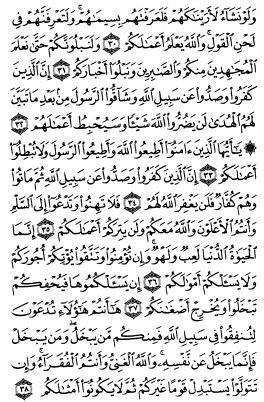 وَلَوْ نَشَآءُ لَأَرَيْنَٰكَهُمْ فَلَعَرَفْتَهُم بِسِيمَٰهُمْ ۚ وَلَتَعْرِفَنَّهُمْ فِى
لَحْنِ ٱلْقَوْلِ ۚ وَٱللَّهُ يَعْلَمُ أَعْمَٰلَكُمْ ٣٠ وَلَنَبْلُوَنَّكُمْ حَتَّىٰ نَعْلَمَ
ٱلْمُجَٰهِدِينَ مِنكُمْ وَٱلصَّٰبِرِينَ وَنَبْلُوَا۟ أَخْبَارَكُمْ ٣١ إِنَّ ٱلَّذِينَ
كَفَرُوا۟ وَصَدُّوا۟ عَن سَبِيلِ ٱللَّهِ وَشَآقُّوا۟ ٱلرَّسُولَ مِنۢ بَعْدِ مَا تَبَيَّنَ
لَهُمُ ٱلْهُدَىٰ لَن يَضُرُّوا۟ ٱللَّهَ شَيْـًٔا وَسَيُحْبِطُ أَعْمَٰلَهُمْ ٣٢
۞ يَٰٓأَيُّهَا ٱلَّذِينَ ءَامَنُوٓا۟ أَطِيعُوا۟ ٱللَّهَ وَأَطِيعُوا۟ ٱلرَّسُولَ وَلَا تُبْطِلُوٓا۟
أَعْمَٰلَكُمْ ٣٣ إِنَّ ٱلَّذِينَ كَفَرُوا۟ وَصَدُّوا۟ عَن سَبِيلِ ٱللَّهِ ثُمَّ مَاتُوا۟
وَهُمْ كُفَّارٌ فَلَن يَغْفِرَ ٱللَّهُ لَهُمْ ٣٤ فَلَا تَهِنُوا۟ وَتَدْعُوٓا۟ إِلَى ٱلسَّلْمِ
وَأَنتُمُ ٱلْأَعْلَوْنَ وَٱللَّهُ مَعَكُمْ وَلَن يَتِرَكُمْ أَعْمَٰلَكُمْ ٣٥ إِنَّمَا
ٱلْحَيَوٰةُ ٱلدُّنْيَا لَعِبٌ وَلَهْوٌ ۚ وَإِن تُؤْمِنُوا۟ وَتَتَّقُوا۟ يُؤْتِكُمْ أُجُورَكُمْ
وَلَا يَسْـَٔلْكُمْ أَمْوَٰلَكُمْ ٣٦ إِن يَسْـَٔلْكُمُوهَا فَيُحْفِكُمْ
تَبْخَلُوا۟ وَيُخْرِجْ أَضْغَٰنَكُمْ ٣٧ هَٰٓأَنتُمْ هَٰٓؤُلَآءِ تُدْعَوْنَ
لِتُنفِقُوا۟ فِى سَبِيلِ ٱللَّهِ فَمِنكُم مَّن يَبْخَلُ ۖ وَمَن يَبْخَلْ
فَإِنَّمَا يَبْخَلُ عَن نَّفْسِهِۦ ۚ وَٱللَّهُ ٱلْغَنِىُّ وَأَنتُمُ ٱلْفُقَرَآءُ ۚ وَإِن
تَتَوَلَّوْا۟ يَسْتَبْدِلْ قَوْمًا غَيْرَكُمْ ثُمَّ لَا يَكُونُوٓا۟ أَمْثَٰلَكُم ٣٨